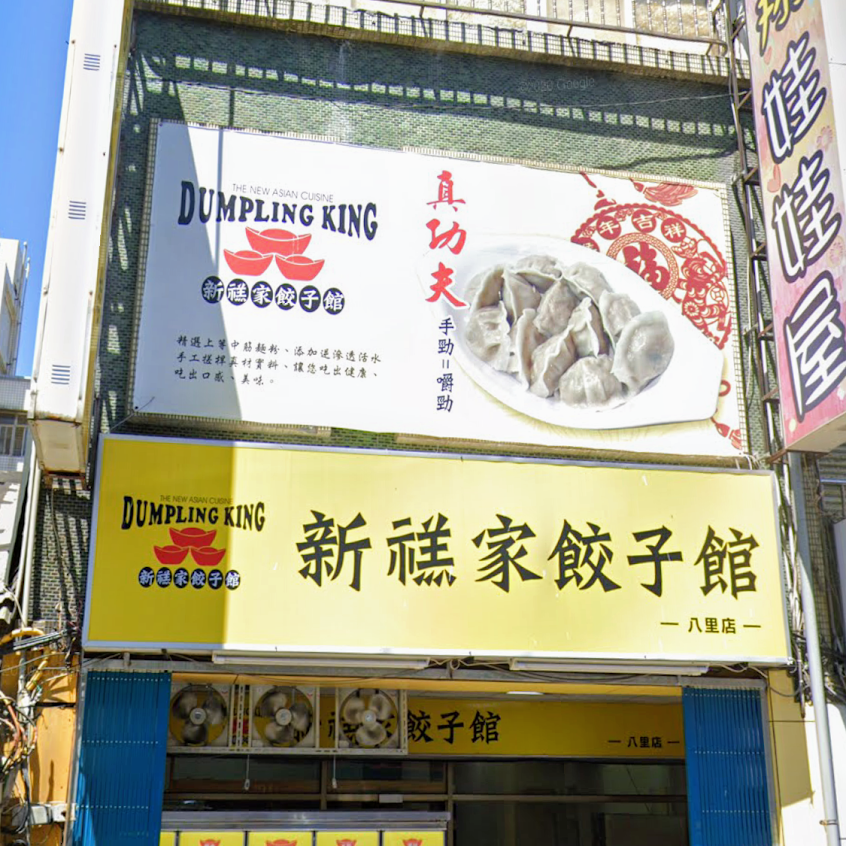 THE NEW ASIAN CUISINE
DUMPLING KING
新禚家餃子館
精選上等中筋麵粉、添加逆滲透活水
手工搓揉真材實料、讓您吃出健康、
吃出口感、美味。
真功夫
手勁=嚼勁
年吉祥
福
娃娃屋
THE NEW ASIAN CUISINE
DUMPLING KING
新禚家餃子館
新禚家餃子館
八里店
餃子館
八里店